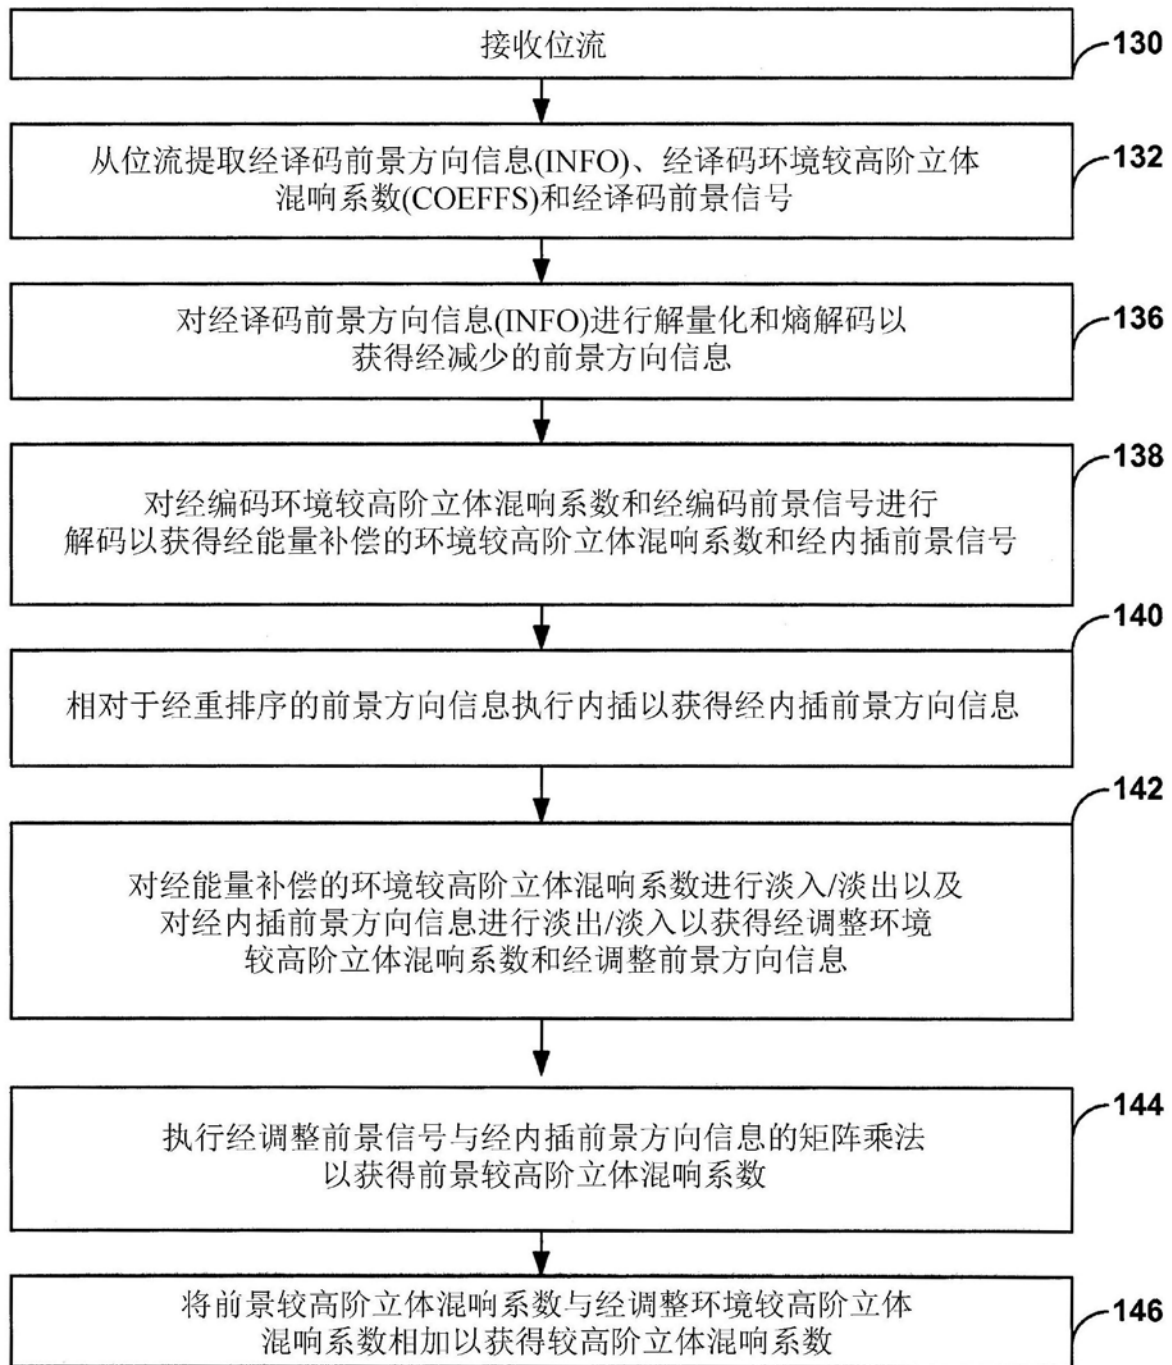 接收位流
130
从位流提取经译码前景方向信息(INFO)、经译码环境较高阶立体
混响系数(COEFFS)和经译码前景信号
132
对经译码前景方向信息(INFO)进行解量化和熵解码以
获得经减少的前景方向信息
136
对经编码环境较高阶立体混响系数和经编码前景信号进行
解码以获得经能量补偿的环境较高阶立体混响系数和经内插前景信号
138
相对于经重排序的前景方向信息执行内插以获得经内插前景方向信息
140
对经能量补偿的环境较高阶立体混响系数进行淡入/淡出以及
对经内插前景方向信息进行淡出/淡入以获得经调整环境
较高阶立体混响系数和经调整前景方向信息
142
执行经调整前景信号与经内插前景方向信息的矩阵乘法
以获得前景较高阶立体混响系数
144
将前景较高阶立体混响系数与经调整环境较高阶立体
混响系数相加以获得较高阶立体混响系数
146